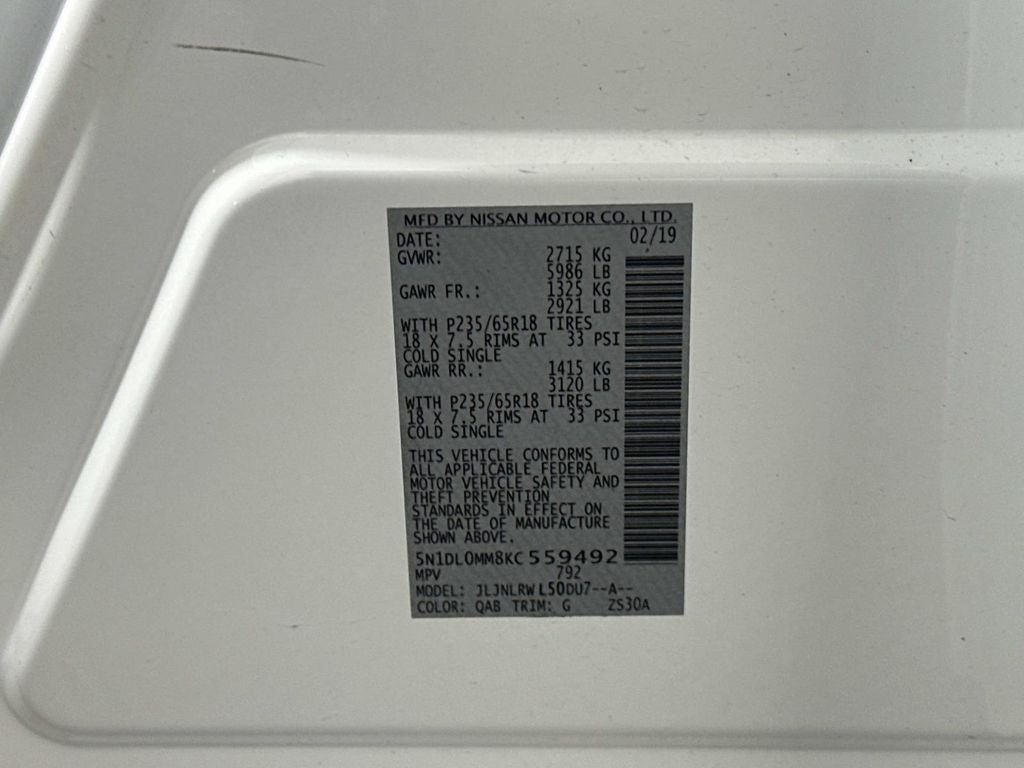 MFD BY NISSAN MOTOR CO., LTD.
DATE: 02/19
GVWR: 2715 KG
5986 LB
GAWR FR.: 1325 KG
2921 LB
WITH P235/65R18 TIRES
18 X 7.5 RIMS AT 33 PSI
COLD SINGLE
GAWR RR.: 1415 KG
3120 LB
WITH P235/65R18 TIRES
18 X 7.5 RIMS AT 33 PSI
COLD SINGLE
THIS VEHICLE CONFORMS TO
ALL APPLICABLE FEDERAL
MOTOR VEHICLE SAFETY AND
THEFT PREVENTION
STANDARDS IN EFFECT ON
THE DATE OF MANUFACTURE
SHOWN ABOVE.
5N1DL0MM8KC 559492
MPV 792
MODEL: JLJNLRW L50DU7--A--
COLOR: QAB TRIM: G ZS30A